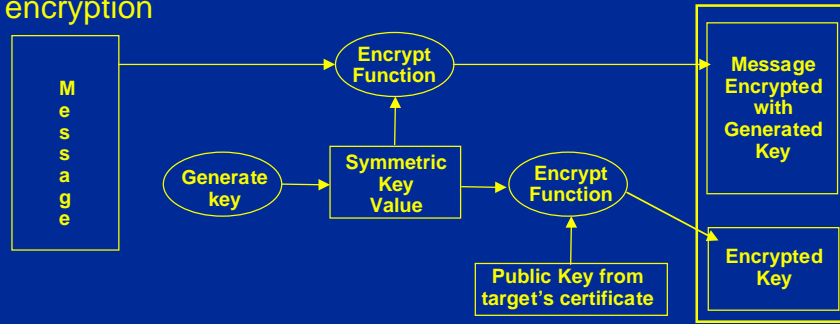 encryption
M
e
s
s
a
g
e
Encrypt
Function
Message
Encrypted
with
Generated
Key
Generate
key
Symmetric
Key
Value
Encrypt
Function
Public Key from
target's certificate
Encrypted
Key